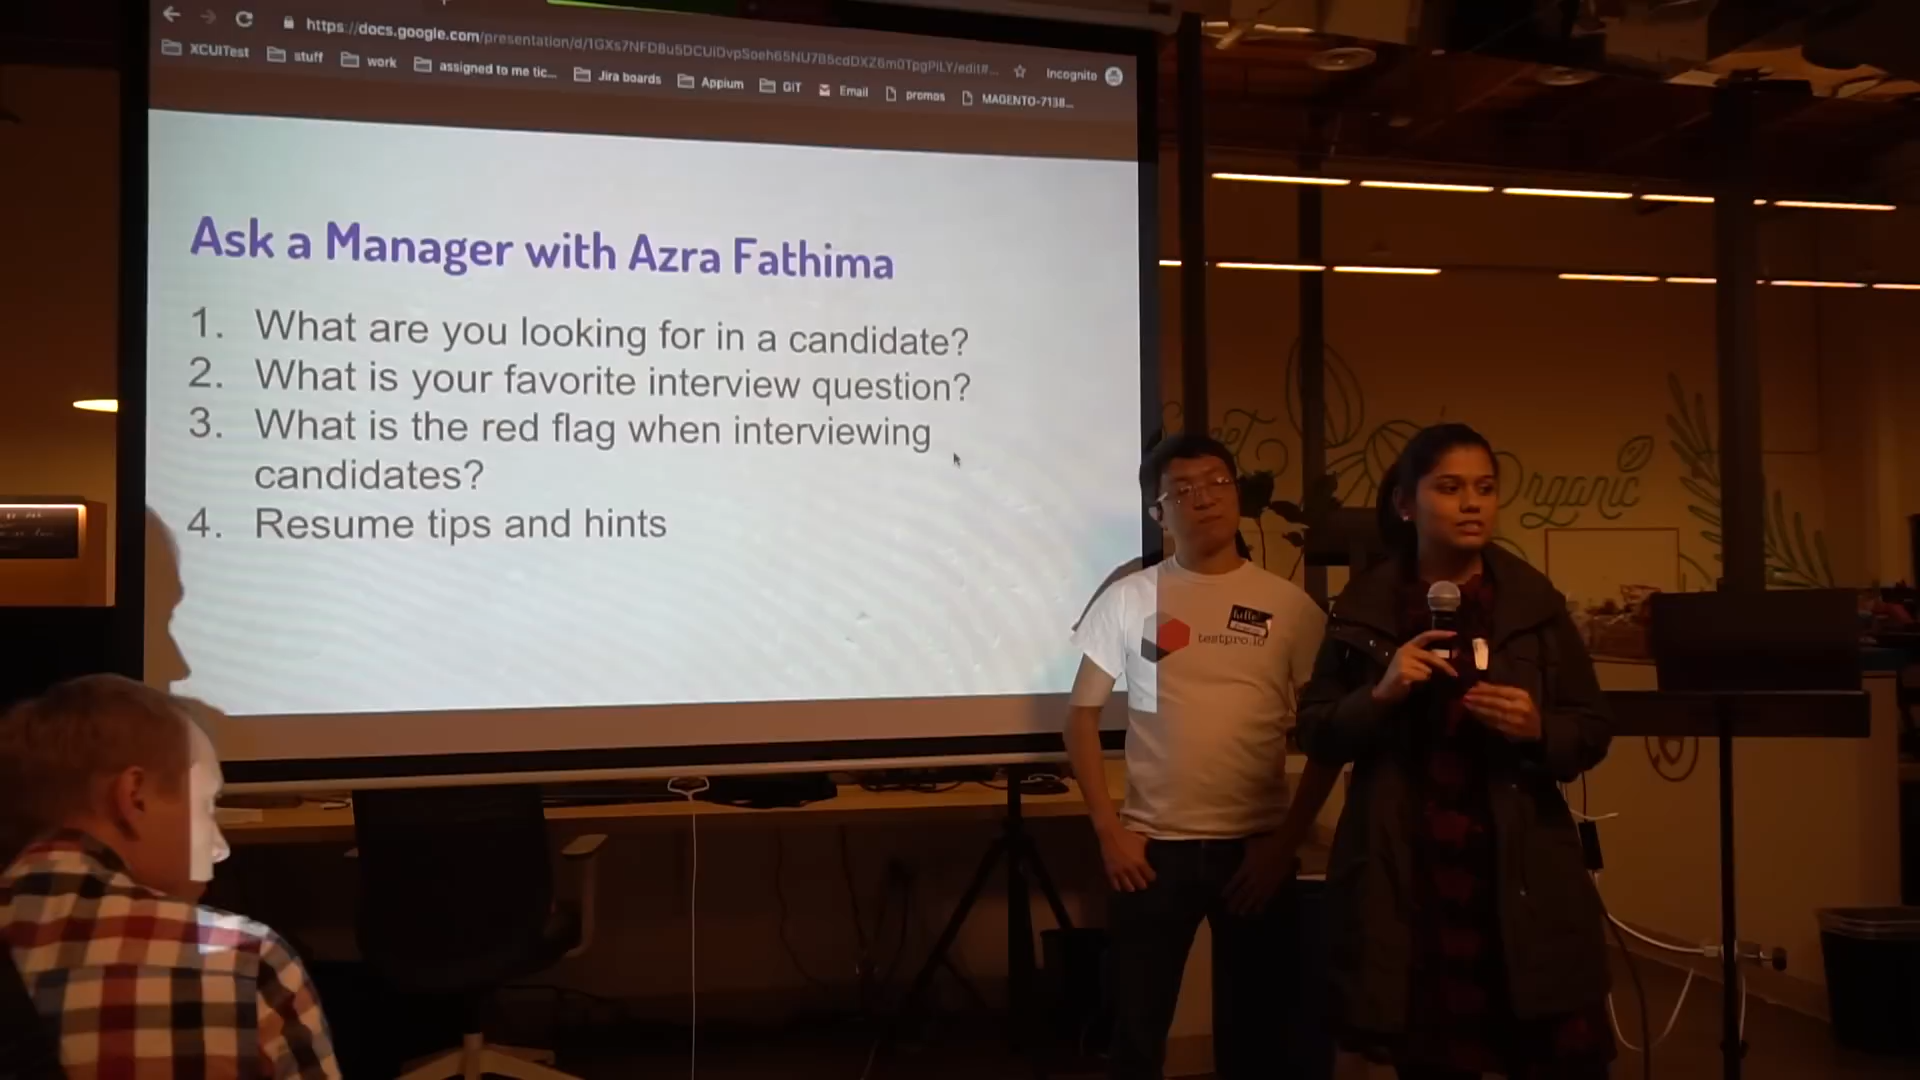 https://docs.google.com/presentation/d/1GXs7NFD8u5DCUiDvpSoeh65NU7B5cdDXZ6m0TpgPiLY/edit#...
Incognito
XCUITest
stuff
work
assigned to me tic...
Jira boards
Appium
GIT
Email
promos
MAGENTO-7138...
Ask a Manager with Azra Fathima
1. What are you looking for in a candidate?
2. What is your favorite interview question?
3. What is the red flag when interviewing
candidates?
4. Resume tips and hints
Organic
hello
testpro.io